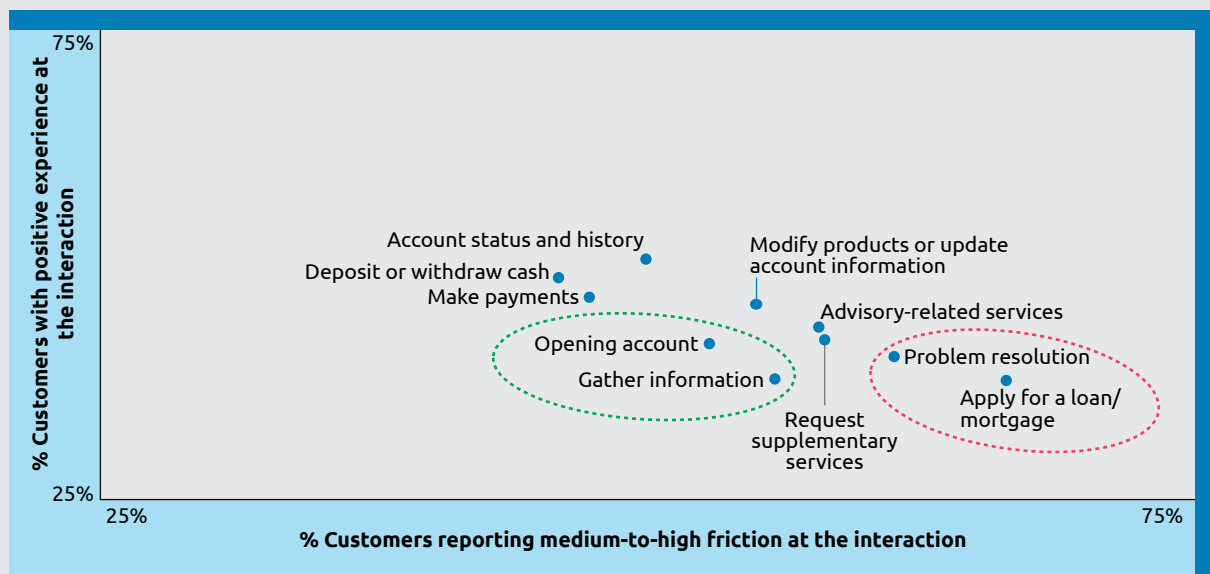 75%
% Customers with positive experience at
the interaction
Account status and history
Deposit or withdraw cash
Make payments
Modify products or update
account information
Advisory-related services
Opening account
Problem resolution
Gather information
Apply for a loan/
mortgage
Request
supplementary
services
25%
25%
75%
% Customers reporting medium-to-high friction at the interaction